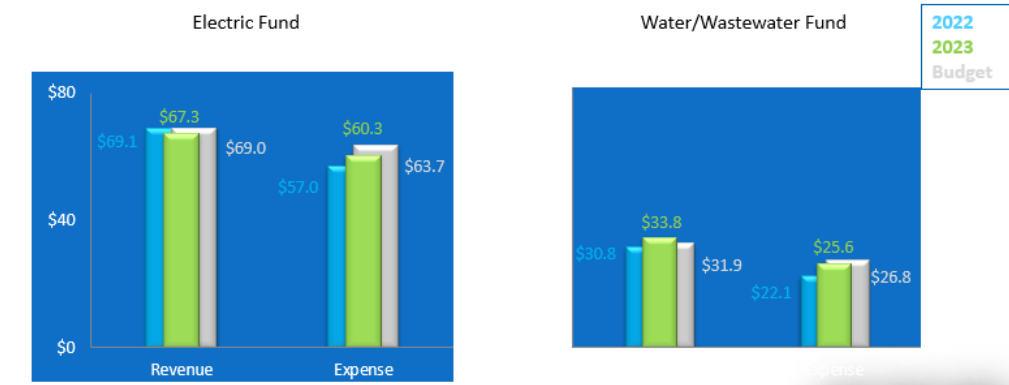 Electric Fund
Water/Wastewater Fund
2022
2023
Budget
$80
$40
$0
$69.1
$67.3
$69.0
$57.0
$60.3
$63.7
Revenue
Expense
$30.8
$33.8
$31.9
$22.1
$25.6
$26.8
Expense